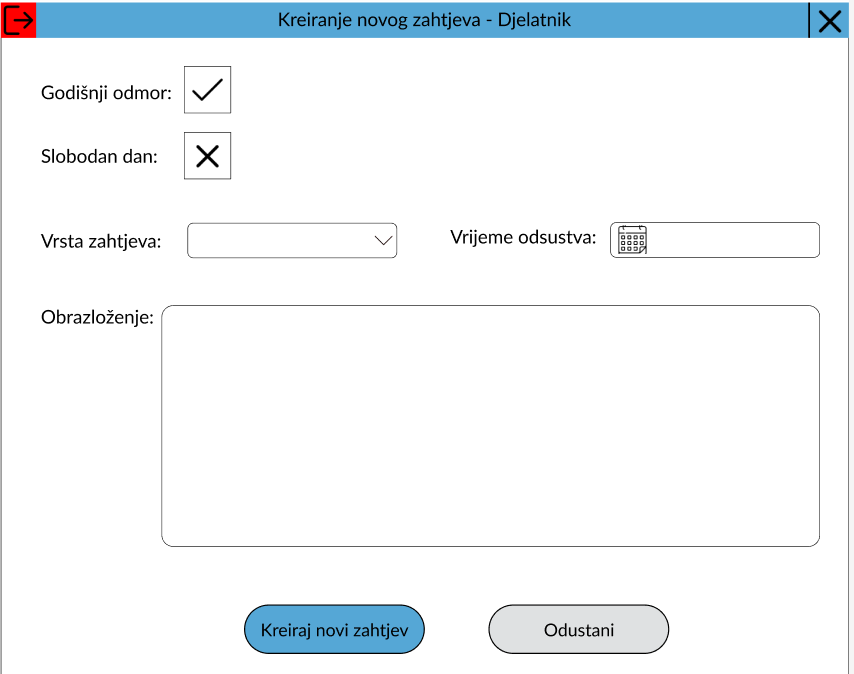 Kreiranje novog zahtjeva - Djelatnik
Godišnji odmor:
Slobodan dan:
Vrsta zahtjeva:
Vrijeme odsustva:
Obrazloženje:
Kreiraj novi zahtjev
Odustani